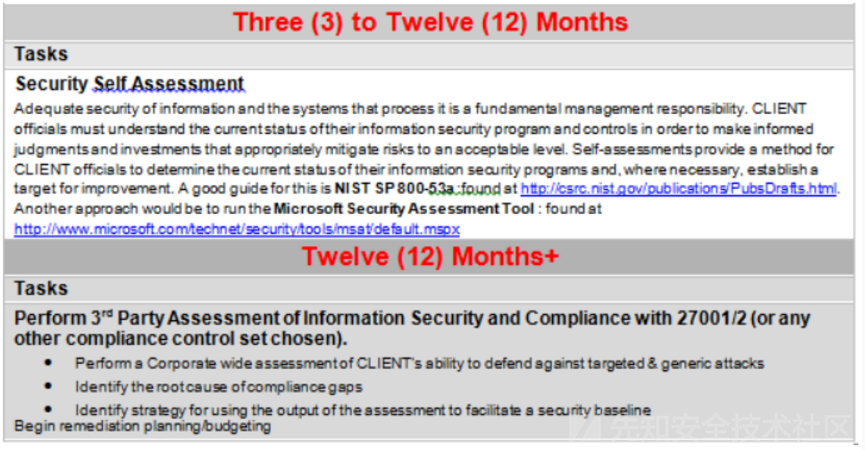 Three (3) to Twelve (12) Months
Tasks
Security Self Assessment
Adequate security of information and the systems that process it is a fundamental management responsibility. CLIENT
officials must understand the current status of their information security program and controls in order to make informed
judgments and investments that appropriately mitigate risks to an acceptable level. Self-assessments provide a method for
CLIENT officials to determine the current status of their information security programs and, where necessary, establish a
target for improvement. A good guide for this is NIST SP 800-53a:found at http://csrc.nist.gov/publications/PubsDrafts.html.
Another approach would be to run the Microsoft Security Assessment Tool : found at
http://www.microsoft.com/technet/security/tools/msat/default.mspx
Twelve (12) Months+
Tasks
Perform 3rd Party Assessment of Information Security and Compliance with 27001/2 (or any
other compliance control set chosen).
• Perform a Corporate wide assessment of CLIENT's ability to defend against targeted & generic attacks
• Identify the root cause of compliance gaps
• Identify strategy for using the output of the assessment to facilitate a security baseline
Begin remediation planning/budgeting
先知安全技术社区